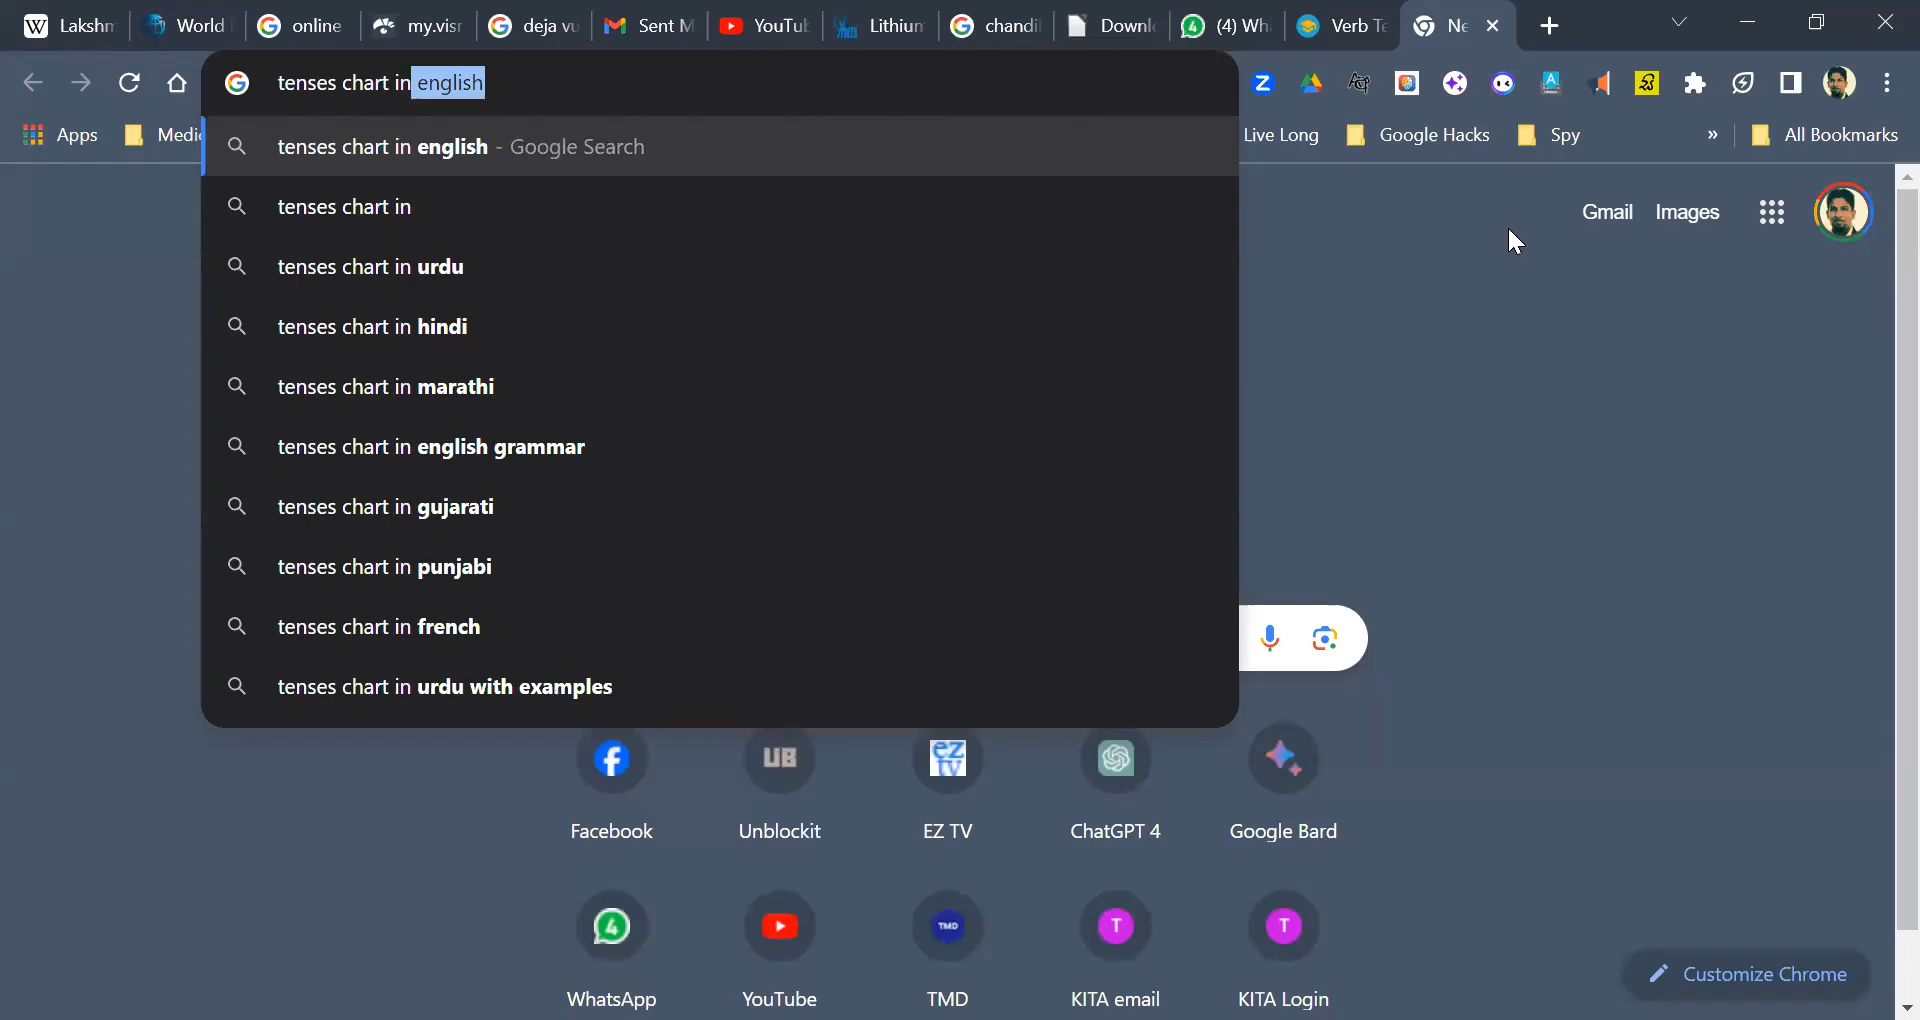 Lakshm World online my.visr deja vu Sent M YouTub Lithium chandi Downl (4) Wha Verb Te Ne
tenses chart in english
Apps Medic Live Long Google Hacks Spy » All Bookmarks
tenses chart in english - Google Search
tenses chart in
Gmail Images
tenses chart in urdu
tenses chart in hindi
tenses chart in marathi
tenses chart in english grammar
tenses chart in gujarati
tenses chart in punjabi
tenses chart in french
tenses chart in urdu with examples
Facebook Unblockit EZ TV ChatGPT 4 Google Bard
WhatsApp YouTube TMD KITA email KITA Login
Customize Chrome